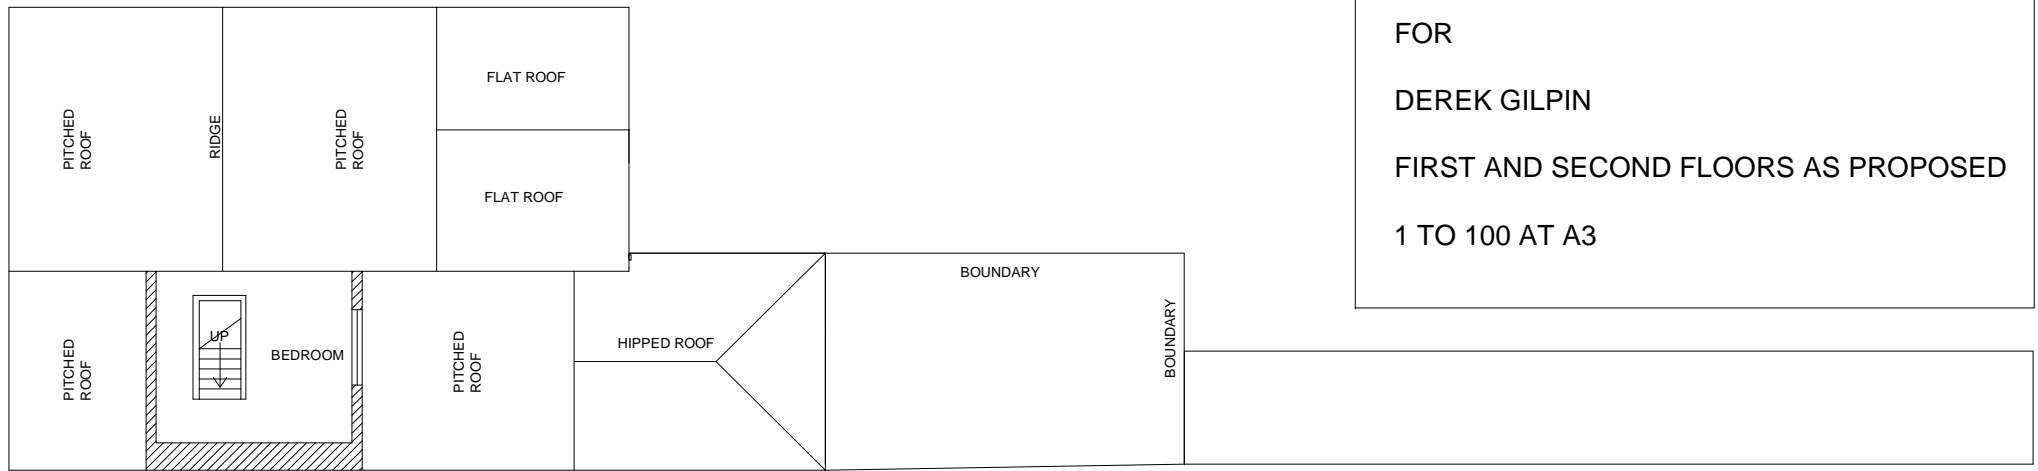 FLAT ROOF
PITCHED
ROOF
RIDGE
PITCHED
ROOF
FLAT ROOF
PITCHED
ROOF
UP
BEDROOM
PITCHED
ROOF
HIPPED ROOF
BOUNDARY
BOUNDARY
FOR
DEREK GILPIN
FIRST AND SECOND FLOORS AS PROPOSED
1 TO 100 AT A3